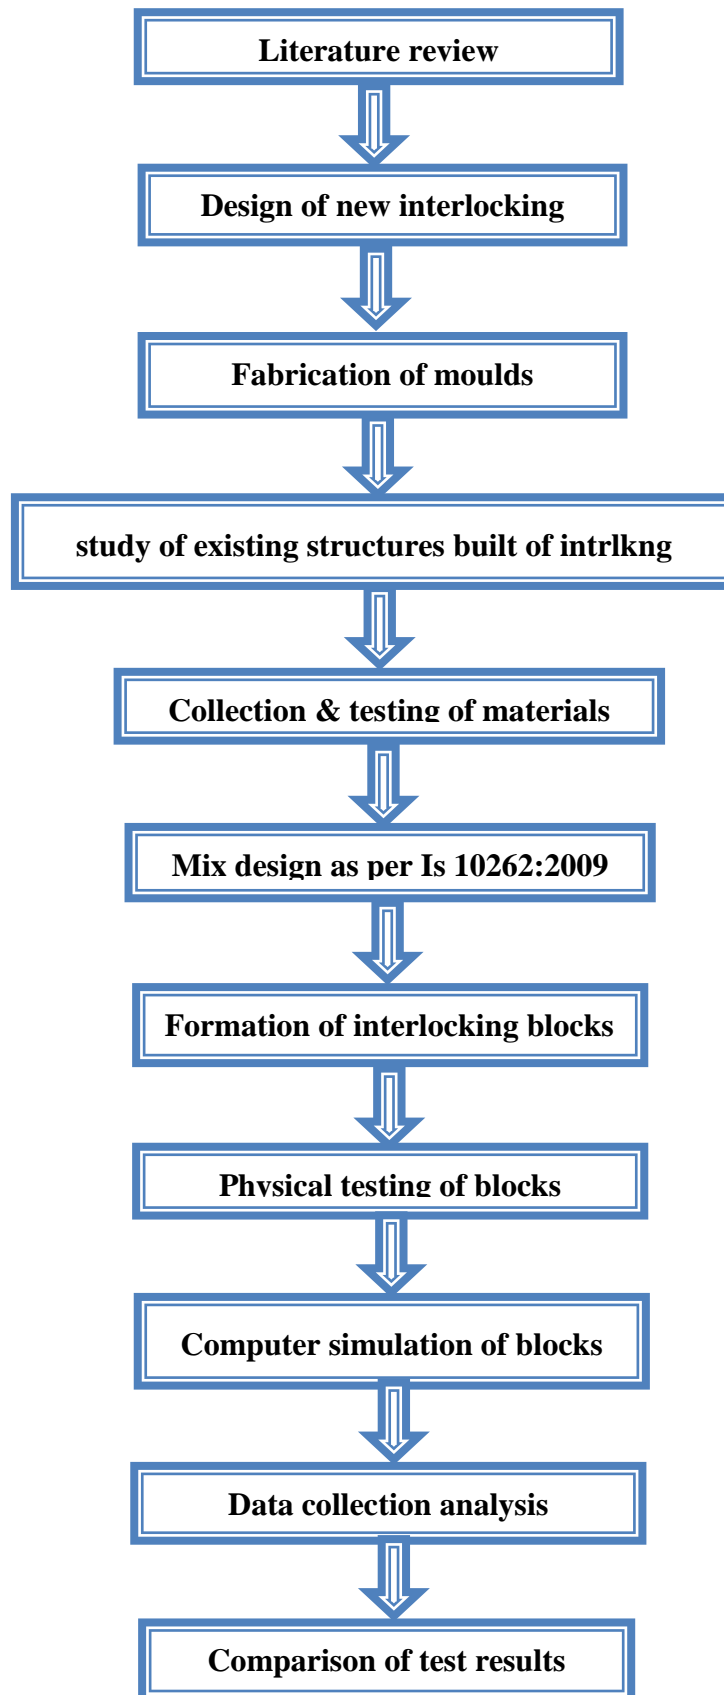 Literature review
Design of new interlocking
Fabrication of moulds
study of existing structures built of intrlkng
Collection & testing of materials
Mix design as per Is 10262:2009
Formation of interlocking blocks
Physical testing of blocks
Computer simulation of blocks
Data collection analysis
Comparison of test results